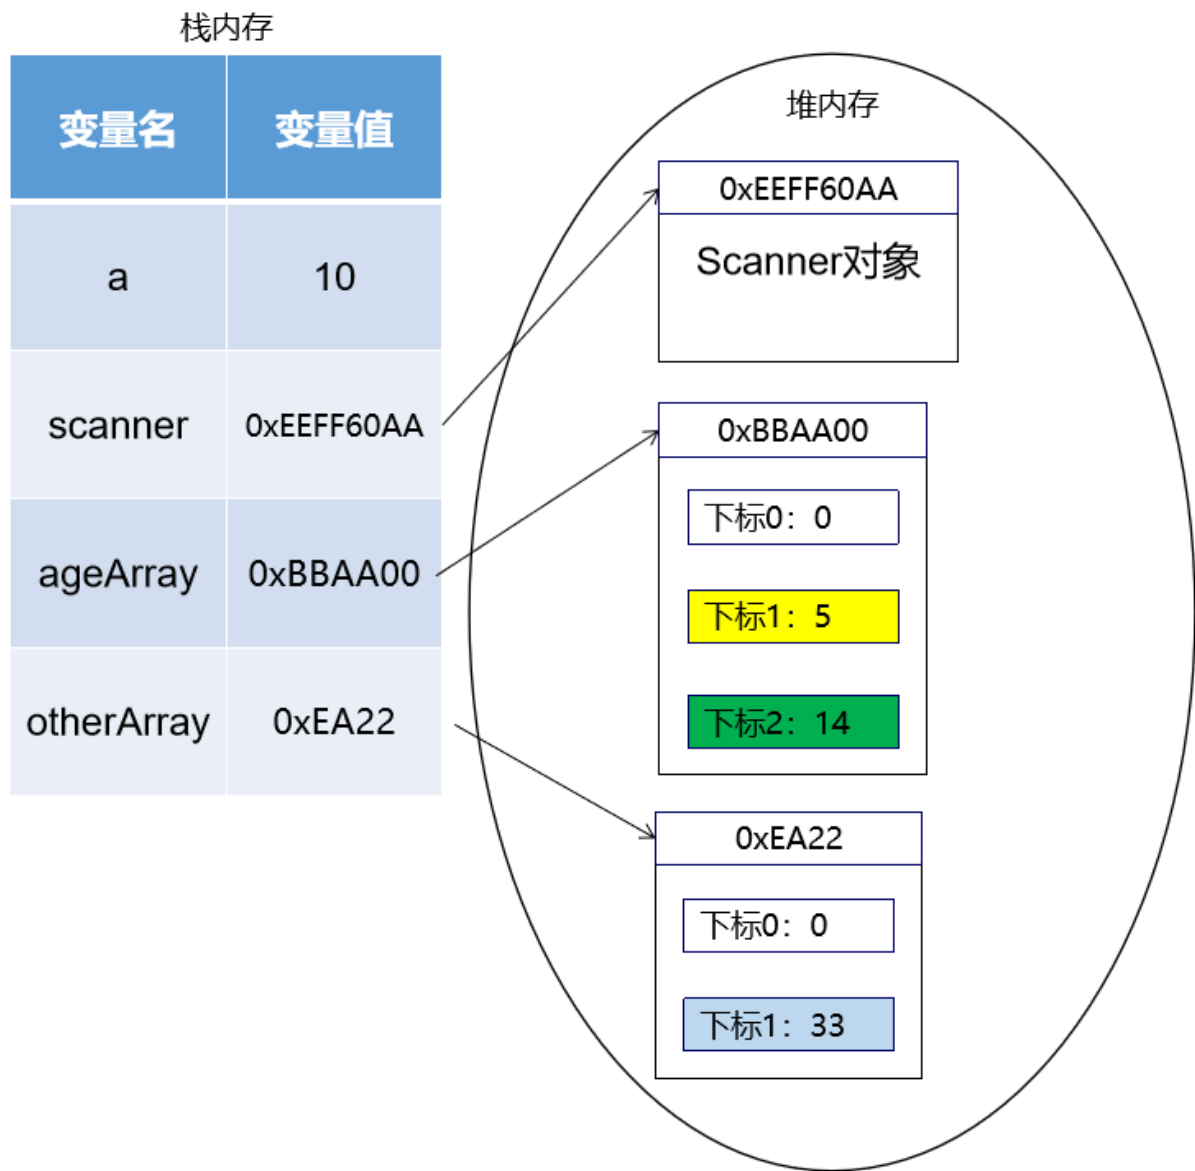 栈内存
变量名 变量值
a 10
scanner 0xEEFF60AA
ageArray 0xBBAA00
otherArray 0xEA22
堆内存
0xEEFF60AA
Scanner对象
0xBBAA00
下标0：0
下标1：5
下标2：14
0xEA22
下标0：0
下标1：33